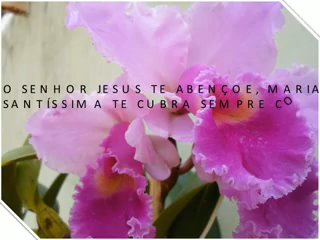 O SENHOR JESUS TE ABENÇOE, MARIA
SANTÍSSIMA TE CUBRA SEMPRE CO